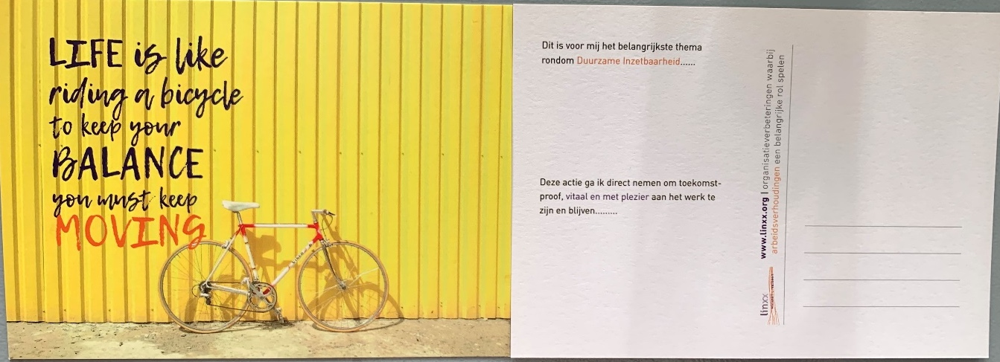 LIFE is like
riding a bicycle
to keep your
BALANCE
you must keep
MOVING
Dit is voor mij het belangrijkste thema
rondom Duurzame Inzetbaarheid......
Deze actie ga ik direct nemen om toekomst-
proof, vitaal en met plezier aan het werk te
zijn en blijven.........
www.linxx.org | organisatieverbeteringen waarbij
arbeidsverhoudingen een belangrijke rol spelen
linxx